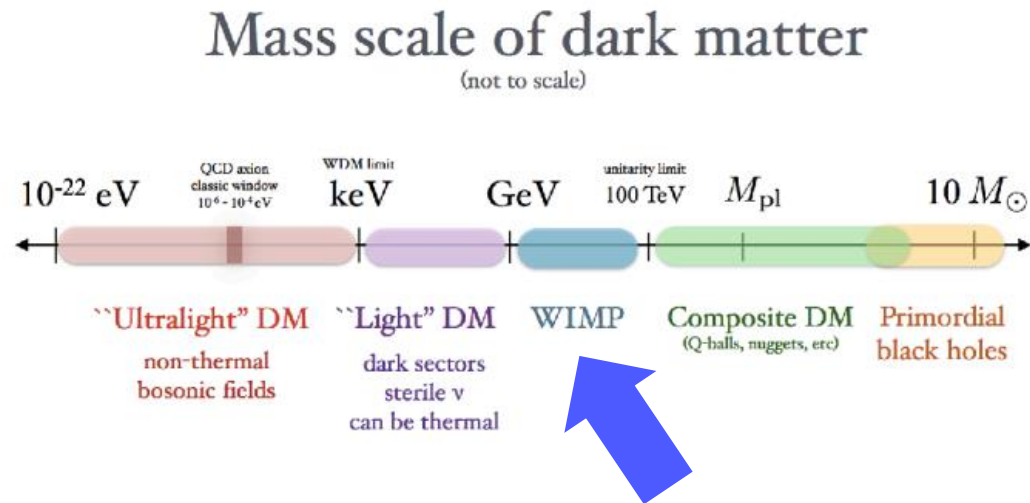 Mass scale of dark matter
(not to scale)
QCD axion
classic window
10⁻⁶ - 10⁻⁴ eV
WDM limit
unitarity limit
10⁻²² eV
keV
GeV
100 TeV
Mₚₗ
10 M☉
``Ultralight” DM
non-thermal
bosonic fields
``Light” DM
dark sectors
sterile ν
can be thermal
WIMP
Composite DM
(Q-balls, nuggets, etc)
Primordial
black holes